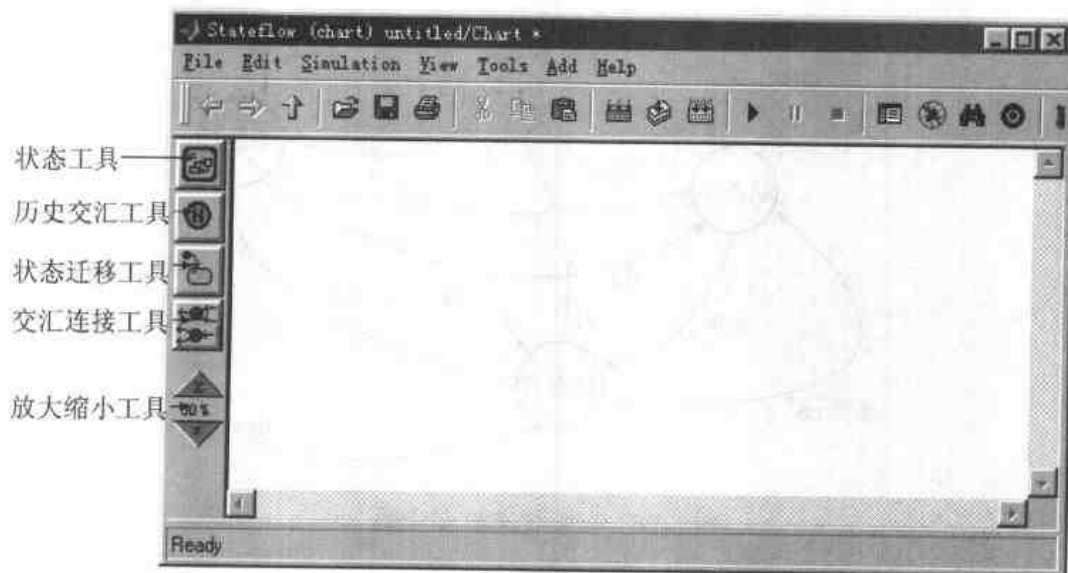 Stateflow (chart) untitled/Chart *
File Edit Simulation View Tools Add Help
状态工具
历史交汇工具
H
状态迁移工具
交汇连接工具
放大缩小工具
Ready